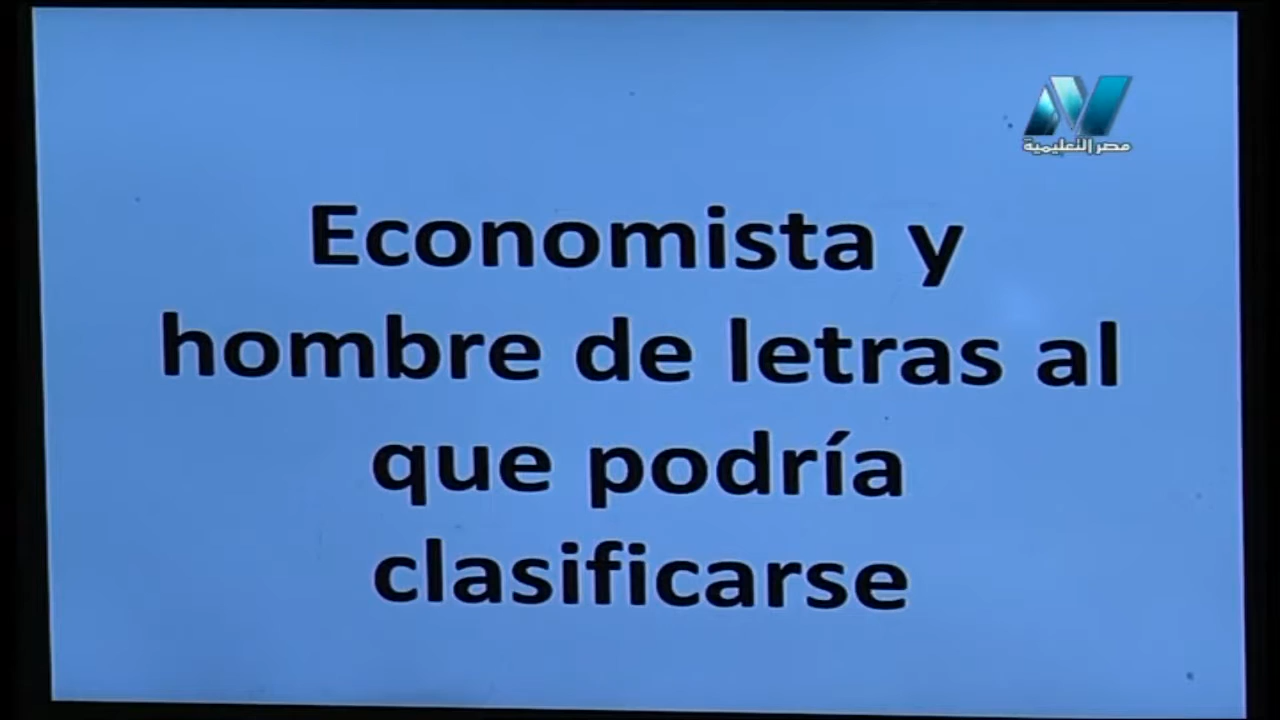 مصر التعليمية
Economista y
hombre de letras al
que podría
clasificarse